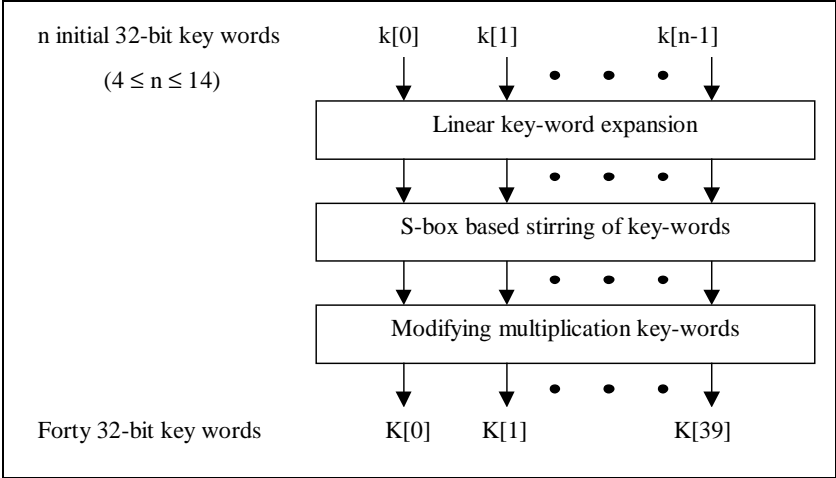 n initial 32-bit key words k[0] k[1] k[n-1]
(4 ≤ n ≤ 14)
Linear key-word expansion
S-box based stirring of key-words
Modifying multiplication key-words
Forty 32-bit key words K[0] K[1] K[39]